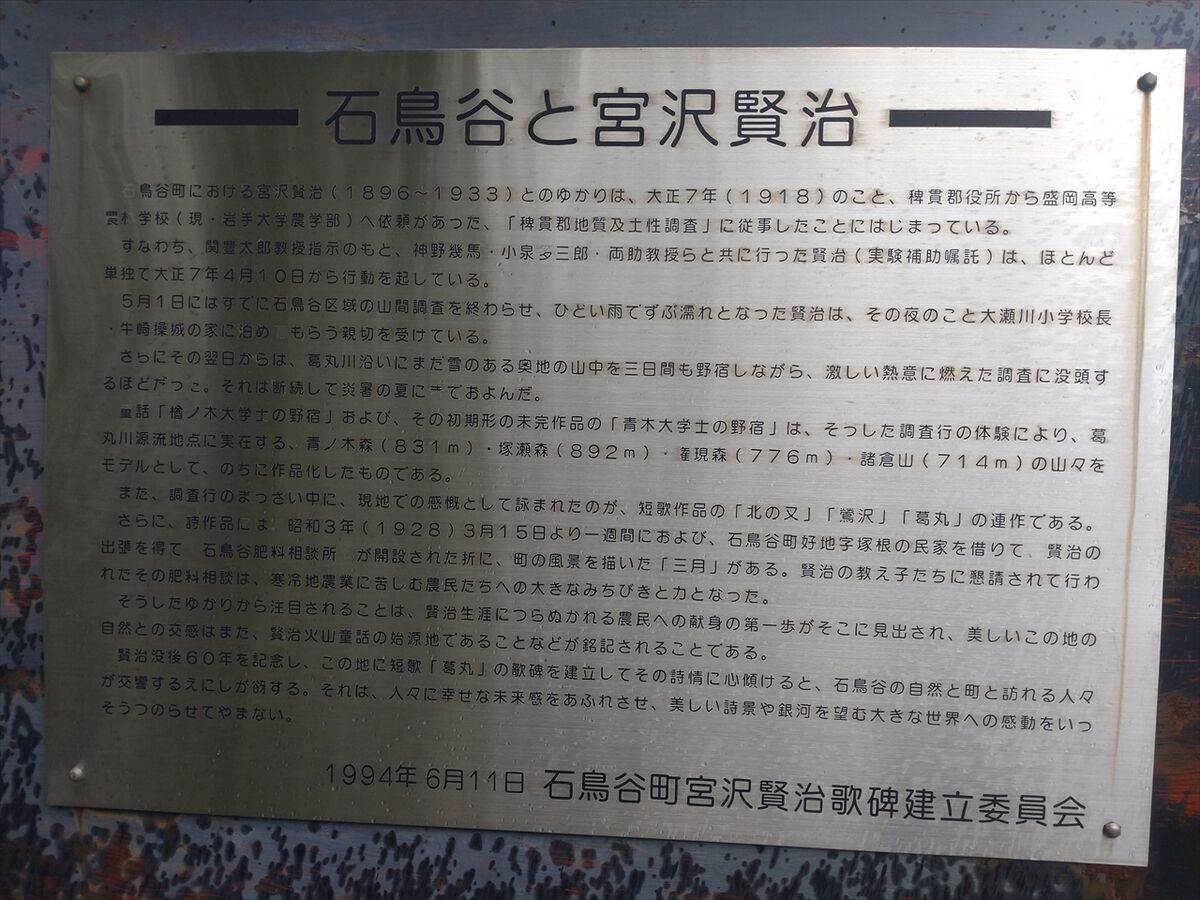 石鳥谷と宮沢賢治
石鳥谷町における宮沢賢治(1896〜1933)とのゆかりは、大正7年(1918)のこと、稗貫郡役所から盛岡高等
農林学校(現・岩手大学農学部)へ依頼があった、「稗貫郡地質及土性調査」に従事したことにはじまっている。
すなわち、関豊太郎教授指示のもと、神野幾馬・小泉多三郎・両助教授らと共に行った賢治(実験補助嘱託)は、ほとんど
単独で大正7年4月10日から行動を起している。
5月1日にはすでに石鳥谷区域の山間調査を終わらせ、ひどい雨でずぶ濡れとなった賢治は、その夜のこと大瀬川小学校長
・牛崎操城の家に泊め もらう親切を受けている。
さらにその翌日からは、葛丸川沿いにまだ雪のある奥地の山中を三日間も野宿しながら、激しい熱意に燃えた調査に没頭す
るほどだった。それは断続して炎暑の夏にまでおよんだ。
童話「楢ノ木大学士の野宿」および、その初期形の未完作品の「青木大学士の野宿」は、そうした調査行の体験により、葛
丸川源流地点に実在する、青ノ木森(831m)・塚瀬森(892m)・権現森(776m)・諸倉山(714m)の山々を
モデルとして、のちに作品化したものである。
また、調査行のまっさい中に、現地での感慨として詠まれたのが、短歌作品の「北の又」「鶯沢」「葛丸」の連作である。
さらに、詩作品には、昭和3年(1928)3月15日より一週間におよび、石鳥谷町好地字塚根の民家を借りて、賢治の
出張を得て 石鳥谷肥料相談所 が開設された折に、町の風景を描いた「三月」がある。賢治の教え子たちに懇請されて行わ
れたその肥料相談は、寒冷地農業に苦しむ農民たちへの大きなみちびきと力となった。
そうしたゆかりから注目されることは、賢治生涯につらぬかれる農民への献身の第一歩がそこに見出され、美しいこの地の
自然との交感はまた、賢治火山童話の始源地であることなどが銘記されることである。
賢治没後60年を記念し、この地に短歌「葛丸」の歌碑を建立してその詩情に心傾けると、石鳥谷の自然と町と訪れる人々
が交響するえにしが谺する。それは、人々に幸せな未来感をあふれさせ、美しい詩景や銀河を望む大きな世界への感動をいっ
そうつのらせてやまない。
1994年6月11日 石鳥谷町宮沢賢治歌碑建立委員会